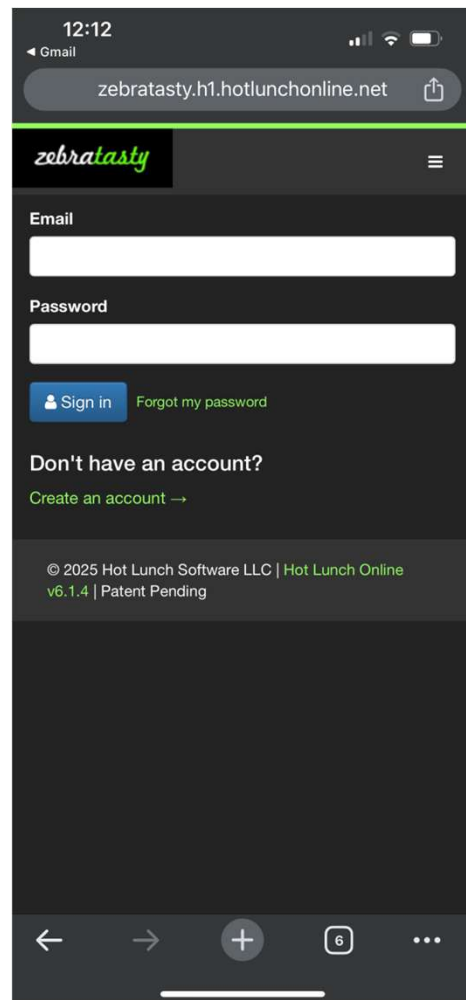 12:12
◀ Gmail
zebratasty.h1.hotlunchonline.net
zebratasty
Email
Password
Sign in Forgot my password
Don't have an account?
Create an account →
© 2025 Hot Lunch Software LLC | Hot Lunch Online
v6.1.4 | Patent Pending
6